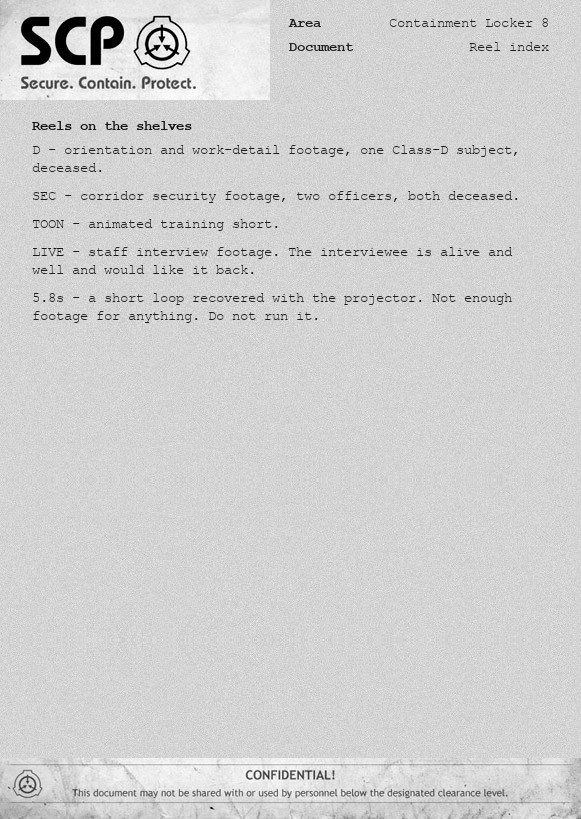 SCP
Secure. Contain. Protect.
Area Containment Locker 8
Document Reel index
Reels on the shelves
D - orientation and work-detail footage, one Class-D subject,
deceased.
SEC - corridor security footage, two officers, both deceased.
TOON - animated training short.
LIVE - staff interview footage. The interviewee is alive and
well and would like it back.
5.8s - a short loop recovered with the projector. Not enough
footage for anything. Do not run it.
CONFIDENTIAL!
This document may not be shared with or used by personnel below the designated clearance level.